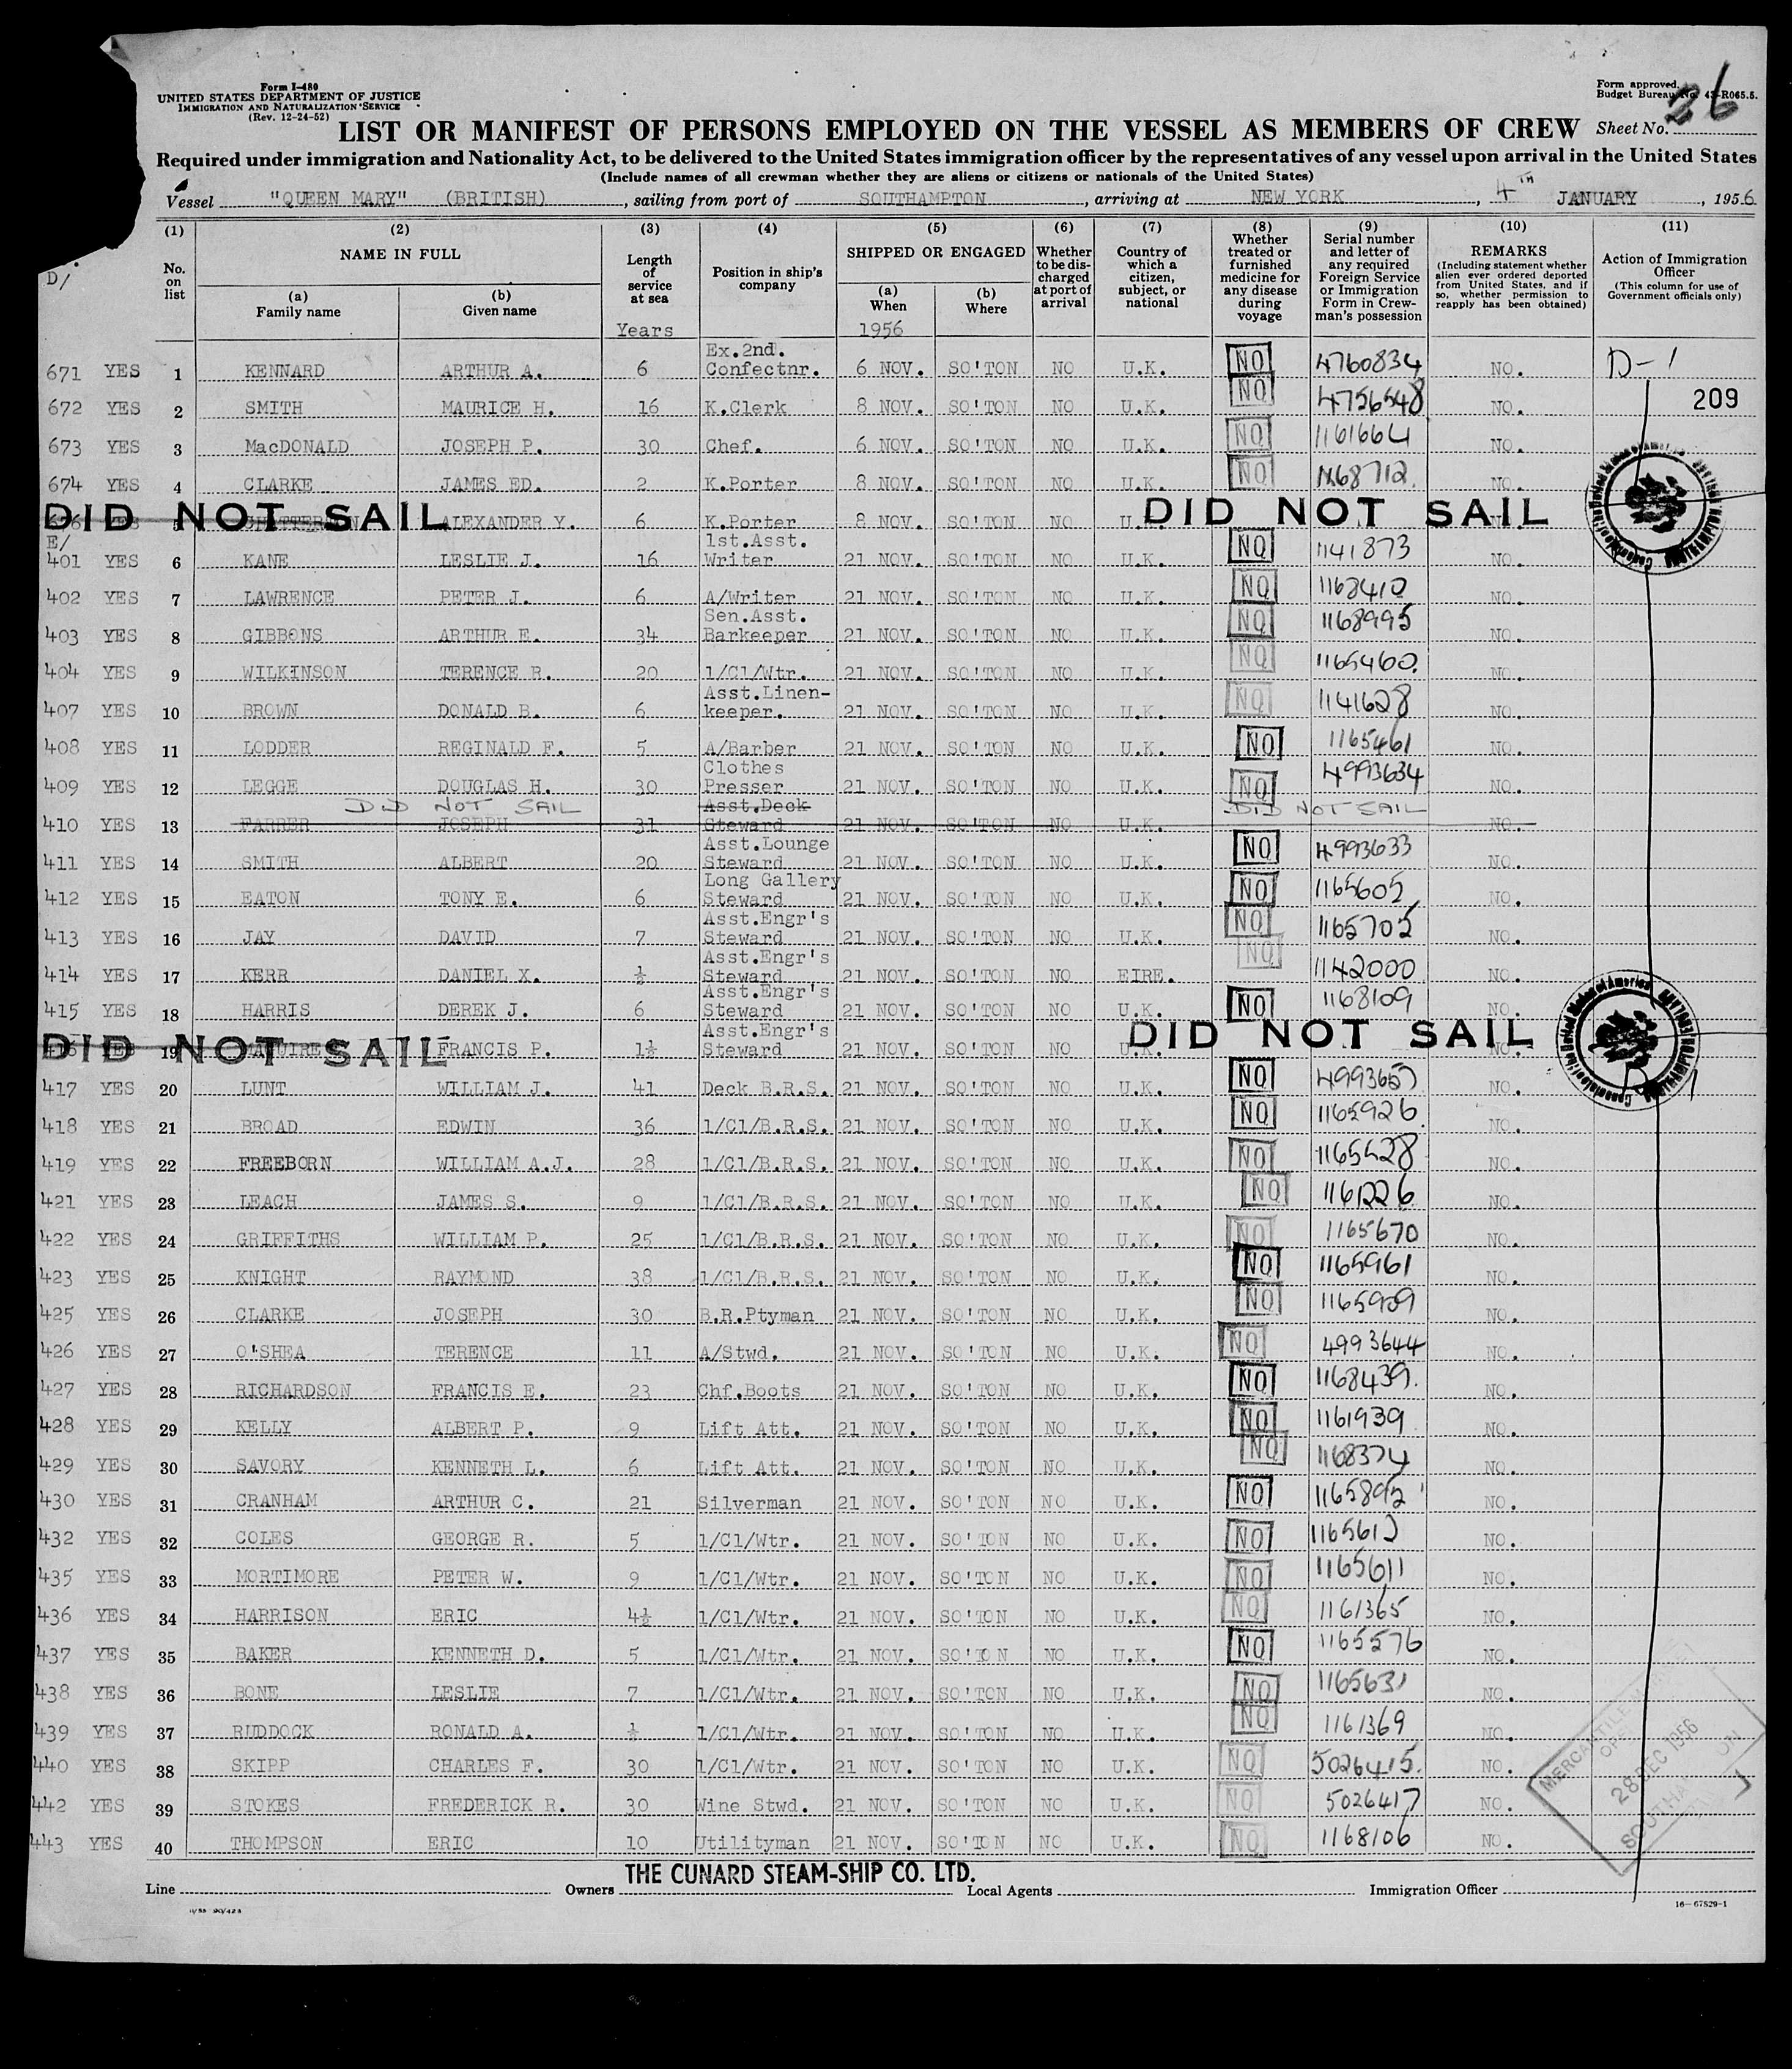 Form I-480
UNITED STATES DEPARTMENT OF JUSTICE
IMMIGRATION AND NATURALIZATION SERVICE
(Rev. 12-24-52)
Form approved.
Budget Bureau No. 43-R065.5.
LIST OR MANIFEST OF PERSONS EMPLOYED ON THE VESSEL AS MEMBERS OF CREW
Sheet No. 26
Required under immigration and Nationality Act, to be delivered to the United States immigration officer by the representatives of any vessel upon arrival in the United States
(Include names of all crewman whether they are aliens or citizens or nationals of the United States)
Vessel "QUEEN MARY" (BRITISH), sailing from port of SOUTHAMPTON, arriving at NEW YORK, 4TH JANUARY, 1956
(1) No. on list
(2) NAME IN FULL
(a) Family name
(b) Given name
(3) Length of service at sea
Years
(4) Position in ship's company
(5) SHIPPED OR ENGAGED
(a) When
1956
(b) Where
(6) Whether to be discharged at port of arrival
(7) Country of which a citizen, subject, or national
(8) Whether treated or furnished medicine for any disease during voyage
(9) Serial number and letter of any required Foreign Service or Immigration Form in Crewman's possession
(10) REMARKS
(Including statement whether alien ever ordered deported from United States, and if so, whether permission to reapply has been obtained)
(11) Action of Immigration Officer
(This column for use of Government officials only)
D/
671 YES 1 KENNARD ARTHUR A. 6 Ex.2nd. Confectnr. 6 NOV. SO'TON NO U.K. NO 4760834 NO. D-1
672 YES 2 SMITH MAURICE H. 16 K.Clerk 8 NOV. SO'TON NO U.K. NO 4756548 NO. 209
673 YES 3 MacDONALD JOSEPH P. 30 Chef. 6 NOV. SO'TON NO U.K. NO 1161664 NO.
674 YES 4 CLARKE JAMES ED. 2 K.Porter 8 NOV. SO'TON NO U.K. NO 1168712 NO.
DID NOT SAIL 5 ALEXANDER Y. 6 K.Porter 8 NOV. SO'TON NO U. DID NOT SAIL
E/
401 YES 6 KANE LESLIE J. 16 1st.Asst. Writer 21 NOV. SO'TON NO U.K. NO 1141873 NO.
402 YES 7 LAWRENCE PETER J. 6 A/Writer 21 NOV. SO'TON NO U.K. NO 1168410 NO.
403 YES 8 GIBBONS ARTHUR E. 34 Sen.Asst. Barkeeper 21 NOV. SO'TON NO U.K. NO 1168995 NO.
404 YES 9 WILKINSON TERENCE R. 20 1/Cl/Wtr. 21 NOV. SO'TON NO U.K. NO 1165460. NO.
407 YES 10 BROWN DONALD B. 6 Asst.Linen-keeper. 21 NOV. SO'TON NO U.K. NO 1141628 NO.
408 YES 11 LODDER REGINALD F. 5 A/Barber 21 NOV. SO'TON NO U.K. NO 1165461 NO.
409 YES 12 LEGGE DOUGLAS H. 30 Clothes Presser 21 NOV. SO'TON NO U.K. NO 4993634 NO.
DID NOT SAIL DID NOT SAIL
410 YES 13 FARRER JOSEPH 31 Asst.Deck Steward 21 NOV. SO'TON NO U.K. NO.
411 YES 14 SMITH ALBERT 20 Asst.Lounge Steward 21 NOV. SO'TON NO U.K. NO 4993633 NO.
412 YES 15 EATON TONY E. 6 Long Gallery Steward 21 NOV. SO'TON NO U.K. NO 1165605 NO.
413 YES 16 JAY DAVID 7 Asst.Engr's Steward 21 NOV. SO'TON NO U.K. NO 1165705 NO.
414 YES 17 KERR DANIEL X. ½ Asst.Engr's Steward 21 NOV. SO'TON NO EIRE. NO 1142000 NO.
415 YES 18 HARRIS DEREK J. 6 Asst.Engr's Steward 21 NOV. SO'TON NO U.K. NO 1168109 NO.
DID NOT SAIL 19 FRANCIS P. 1½ Asst.Engr's Steward 21 NOV. SO'TON NO U.K. DID NOT SAIL NO.
417 YES 20 LUNT WILLIAM J. 41 Deck B.R.S. 21 NOV. SO'TON NO U.K. NO 4993657 NO.
418 YES 21 BROAD EDWIN 36 1/Cl/B.R.S. 21 NOV. SO'TON NO U.K. NO 1165926 NO.
419 YES 22 FREEBORN WILLIAM A.J. 28 1/Cl/B.R.S. 21 NOV. SO'TON NO U.K. NO 1165528 NO.
421 YES 23 LEACH JAMES S. 9 1/Cl/B.R.S. 21 NOV. SO'TON NO U.K. NO 1161226 NO.
422 YES 24 GRIFFITHS WILLIAM P. 25 1/Cl/B.R.S. 21 NOV. SO'TON NO U.K. NO 1165670 NO.
423 YES 25 KNIGHT RAYMOND 38 1/Cl/B.R.S. 21 NOV. SO'TON NO U.K. NO 1165961 NO.
425 YES 26 CLARKE JOSEPH 30 B.R.Ptyman 21 NOV. SO'TON NO U.K. NO 1165909 NO.
426 YES 27 O'SHEA TERENCE 11 A/Stwd. 21 NOV. SO'TON NO U.K. NO 4993644 NO.
427 YES 28 RICHARDSON FRANCIS E. 23 Chf.Boots 21 NOV. SO'TON NO U.K. NO 1168439. NO.
428 YES 29 KELLY ALBERT P. 9 Lift Att. 21 NOV. SO'TON NO U.K. NO 1161939 NO.
429 YES 30 SAVORY KENNETH L. 6 Lift Att. 21 NOV. SO'TON NO U.K. NO 1168374 NO.
430 YES 31 CRANHAM ARTHUR C. 21 Silverman 21 NOV. SO'TON NO U.K. NO 1165892 NO.
432 YES 32 COLES GEORGE R. 5 1/Cl/Wtr. 21 NOV. SO'TON NO U.K. NO 1165612 NO.
435 YES 33 MORTIMORE PETER W. 9 1/Cl/Wtr. 21 NOV. SO'TON NO U.K. NO 1165611 NO.
436 YES 34 HARRISON ERIC 4½ 1/Cl/Wtr. 21 NOV. SO'TON NO U.K. NO 1161365 NO.
437 YES 35 BAKER KENNETH D. 5 1/Cl/Wtr. 21 NOV. SO'TON NO U.K. NO 1165576 NO.
438 YES 36 BONE LESLIE 7 1/Cl/Wtr. 21 NOV. SO'TON NO U.K. NO 1165631 NO.
439 YES 37 RUDDOCK RONALD A. ½ 1/Cl/Wtr. 21 NOV. SO'TON NO U.K. NO 1161369 NO.
440 YES 38 SKIPP CHARLES F. 30 1/Cl/Wtr. 21 NOV. SO'TON NO U.K. NO 5026415. NO.
442 YES 39 STOKES FREDERICK R. 30 Wine Stwd. 21 NOV. SO'TON NO U.K. NO 5026417 NO.
443 YES 40 THOMPSON ERIC 10 Utilityman 21 NOV. SO'TON NO U.K. NO 1168106 NO.
MERCANTILE
28 DEC 1956
THE CUNARD STEAM-SHIP CO. LTD.
Line Owners Local Agents Immigration Officer
16-67829-1